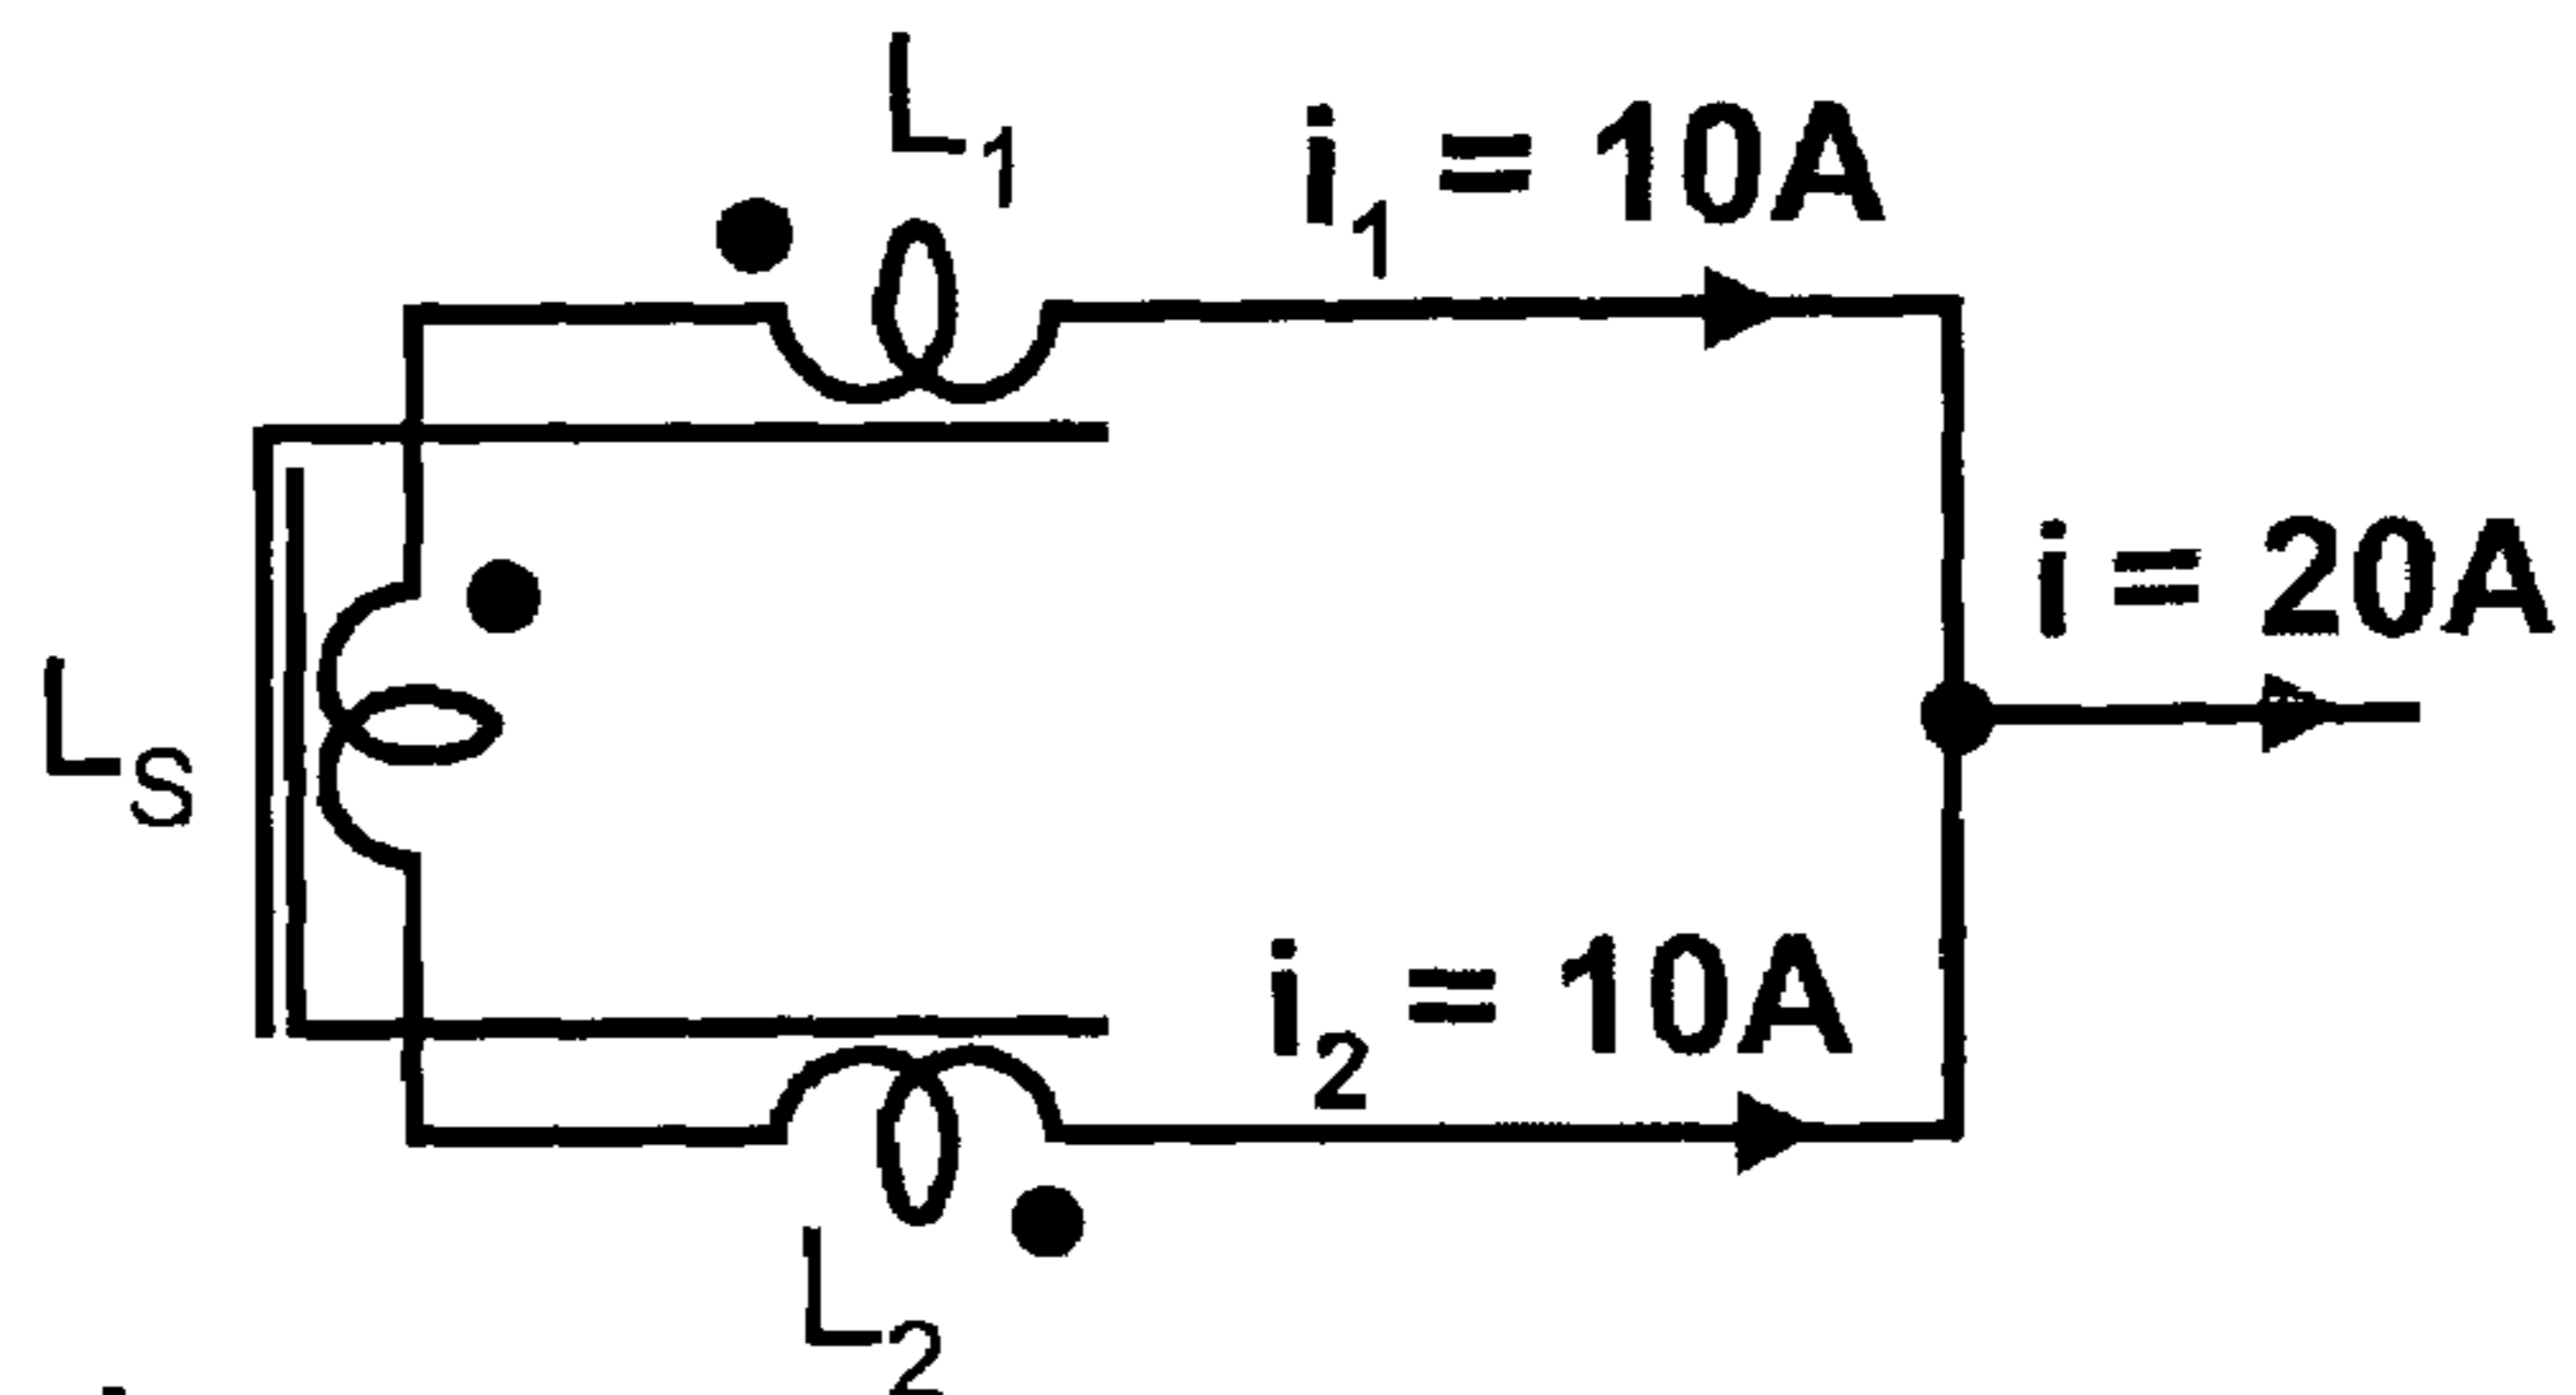 L1
i1 = 10A
i = 20A
LS
i2 = 10A
L2